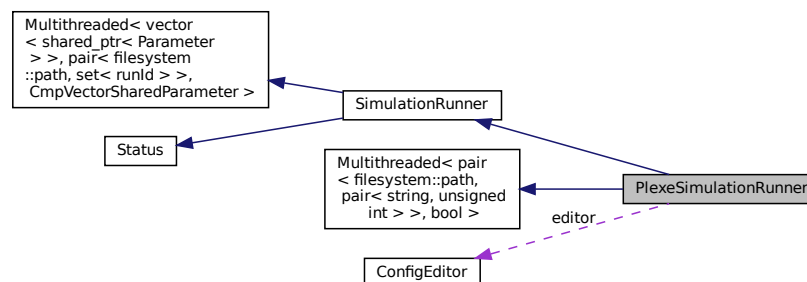 Multithreaded< vector
< shared_ptr< Parameter
> >, pair< filesystem
::path, set< runId > >,
CmpVectorSharedParameter >
SimulationRunner
Status
Multithreaded< pair
< filesystem::path,
pair< string, unsigned
int > >, bool >
PlexeSimulationRunner
editor
ConfigEditor